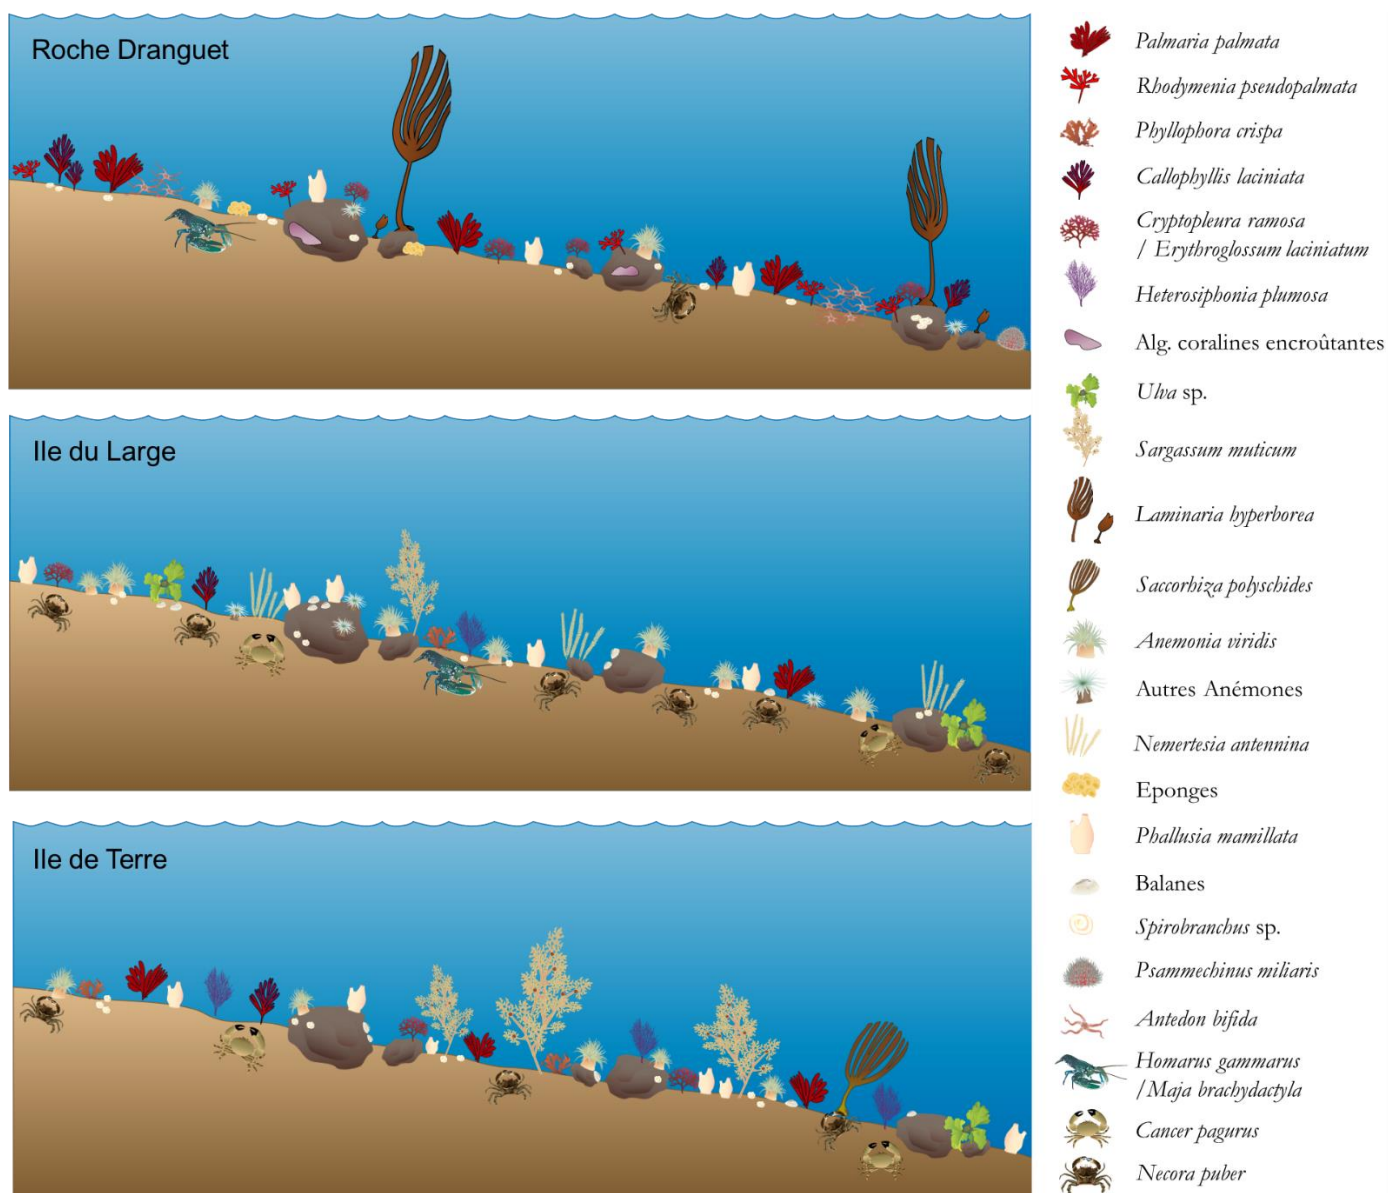 Roche Dranguet
Ile du Large
Ile de Terre
Palmaria palmata
Rhodymenia pseudopalmata
Phyllophora crispa
Callophyllis laciniata
Cryptopleura ramosa
/ Erythroglossum laciniatum
Heterosiphonia plumosa
Alg. coralines encroûtantes
Ulva sp.
Sargassum muticum
Laminaria hyperborea
Saccorhiza polyschides
Anemonia viridis
Autres Anémones
Nemertesia antennina
Eponges
Phallusia mamillata
Balanes
Spirobranchus sp.
Psammechinus miliaris
Antedon bifida
Homarus gammarus
/Maja brachydactyla
Cancer pagurus
Necora puber